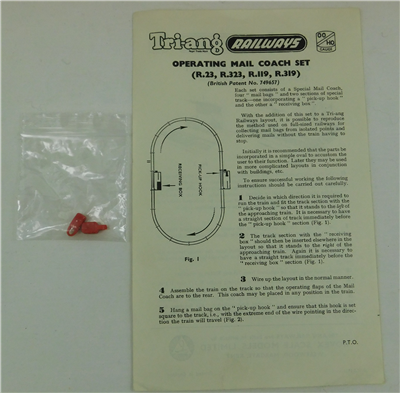 Tri-ang RAILWAYS OO/HO GAUGE
OPERATING MAIL COACH SET
(R.23, R.323, R.119, R.319)
(British Patent No. 749657)
Each set consists of a Special Mail Coach,
four "mail bags" and two sections of special
track—one incorporating a "pick-up hook"
and the other a "receiving box".
With the addition of this set to a Tri-ang
Railways layout, it is possible to reproduce
the method used on full-sized railways for
collecting mail bags from isolated points and
delivering mails without the train having to
stop.
Initially it is recommended that the parts be
incorporated in a simple oval to accustom the
user to their function. Later they may be used
in more complicated layouts in conjunction
with buildings, etc.
To ensure successful working the following
instructions should be carried out carefully.
1 Decide in which direction it is required to
run the train and fit the track section with the
"pick-up hook" so that it stands to the left of
the approaching train. It is necessary to have
a straight section of track immediately before
the "pick-up hook" section (Fig. 1)
2 The track section with the "receiving
box" should then be inserted elsewhere in the
layout so that it stands to the right of the
approaching train. Again it is necessary to
have a straight track immediately before the
"receiving box" section (Fig. 1).
RECEIVING BOX
PICK-UP HOOK
Fig. 1
3 Wire up the layout in the normal manner.
4 Assemble the train on the track so that the operating flaps of the Mail
Coach are to the rear. This coach may be placed in any position in the train.
5 Hang a mail bag on the "pick-up hook" and ensure that this hook is set
square to the track, i.e., with the extreme end of the wire pointing in the direc-
tion the train will travel (Fig. 2).
P.T.O.